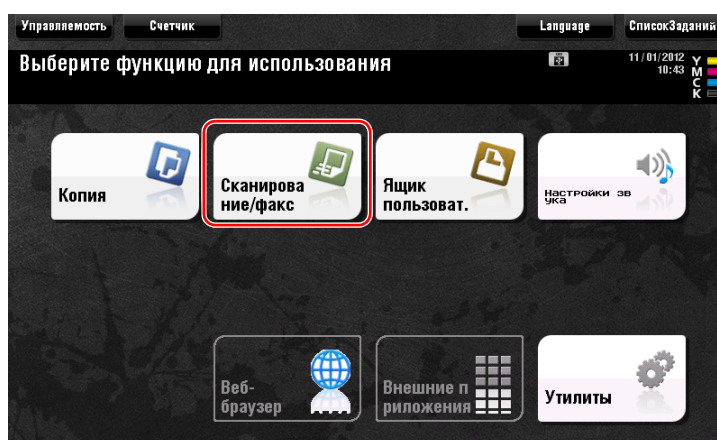 Управляемость Счетчик Language СписокЗаданий
Выберите функцию для использования
11/01/2012
10:43
Y
M
C
K
Копия
Сканирова
ние/факс
Ящик
пользоват.
Настройки зв
ука
Веб-
браузер
Внешние п
риложения
Утилиты